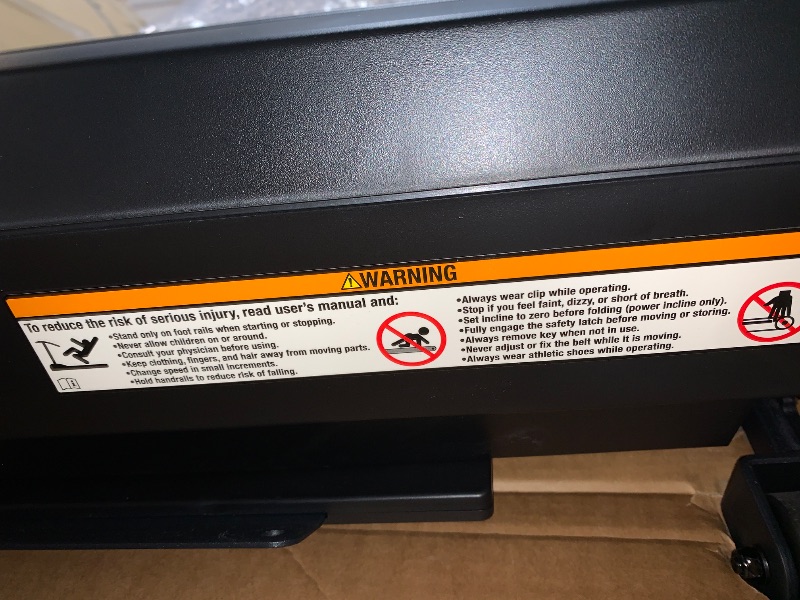 WARNING
To reduce the risk of serious injury, read user's manual and:
•Stand only on foot rails when starting or stopping.
•Never allow children on or around.
•Consult your physician before using.
•Keep clothing, fingers, and hair away from moving parts.
•Change speed in small increments.
•Hold handrails to reduce risk of falling.
•Always wear clip while operating.
•Stop if you feel faint, dizzy, or short of breath.
•Set incline to zero before folding (power incline only).
•Fully engage the safety latch before moving or storing.
•Always remove key when not in use.
•Never adjust or fix the belt while it is moving.
•Always wear athletic shoes while operating.